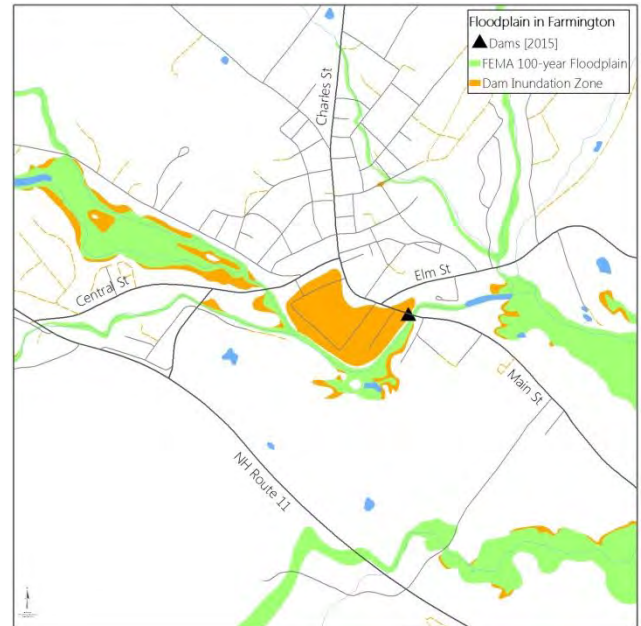 Floodplain in Farmington
Dams [2015]
FEMA 100-year Floodplain
Dam Inundation Zone
Charles St
Elm St
Central St
Main St
NH Route 11